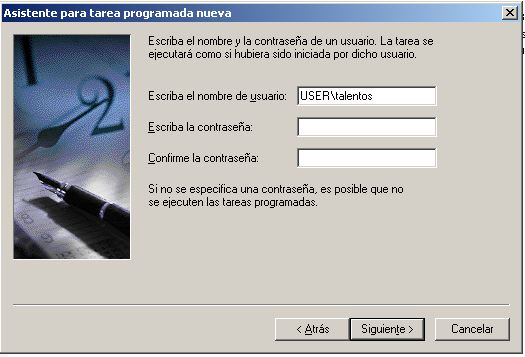 Asistente para tarea programada nueva
Escriba el nombre y la contraseña de un usuario. La tarea se
ejecutará como si hubiera sido iniciada por dicho usuario.
Escriba el nombre de usuario: USER\talentos
Escriba la contraseña:
Confirme la contraseña:
Si no se especifica una contraseña, es posible que no
se ejecuten las tareas programadas.
< Atrás Siguiente > Cancelar